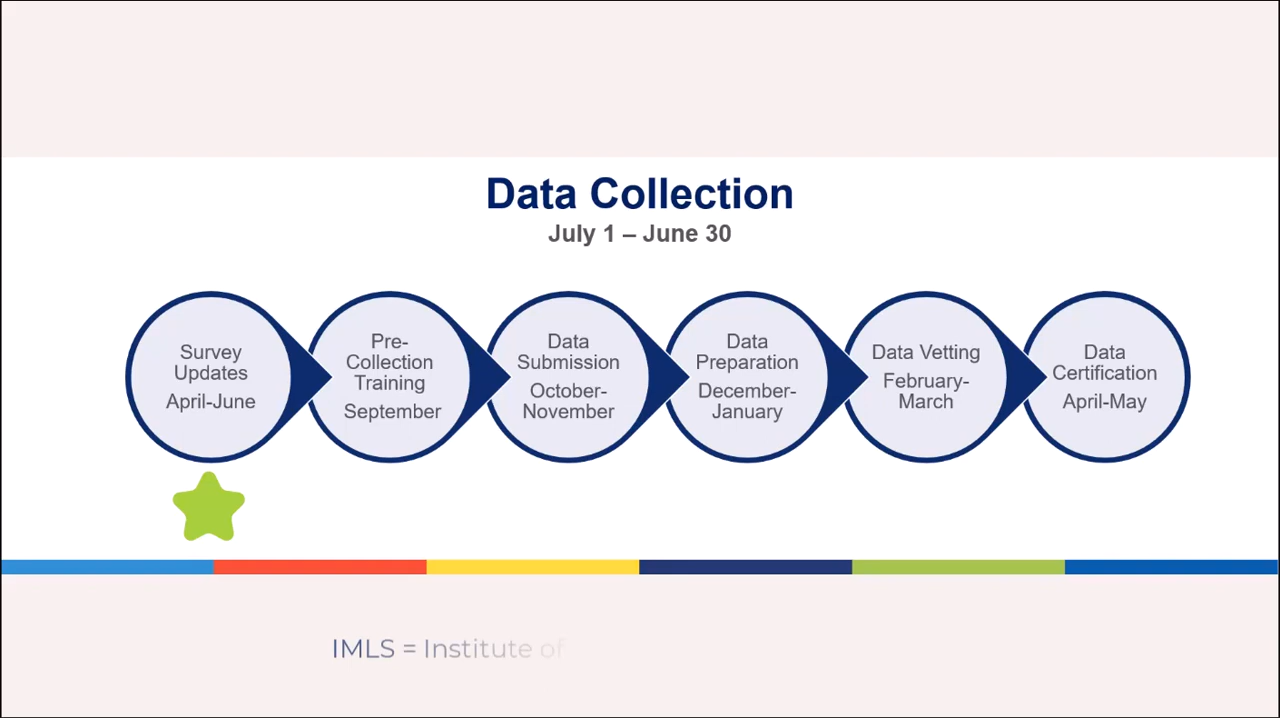 Data Collection
July 1 – June 30
Survey
Updates
April-June
Pre-
Collection
Training
September
Data
Submission
October-
November
Data
Preparation
December-
January
Data Vetting
February-
March
Data
Certification
April-May
IMLS = Institute of